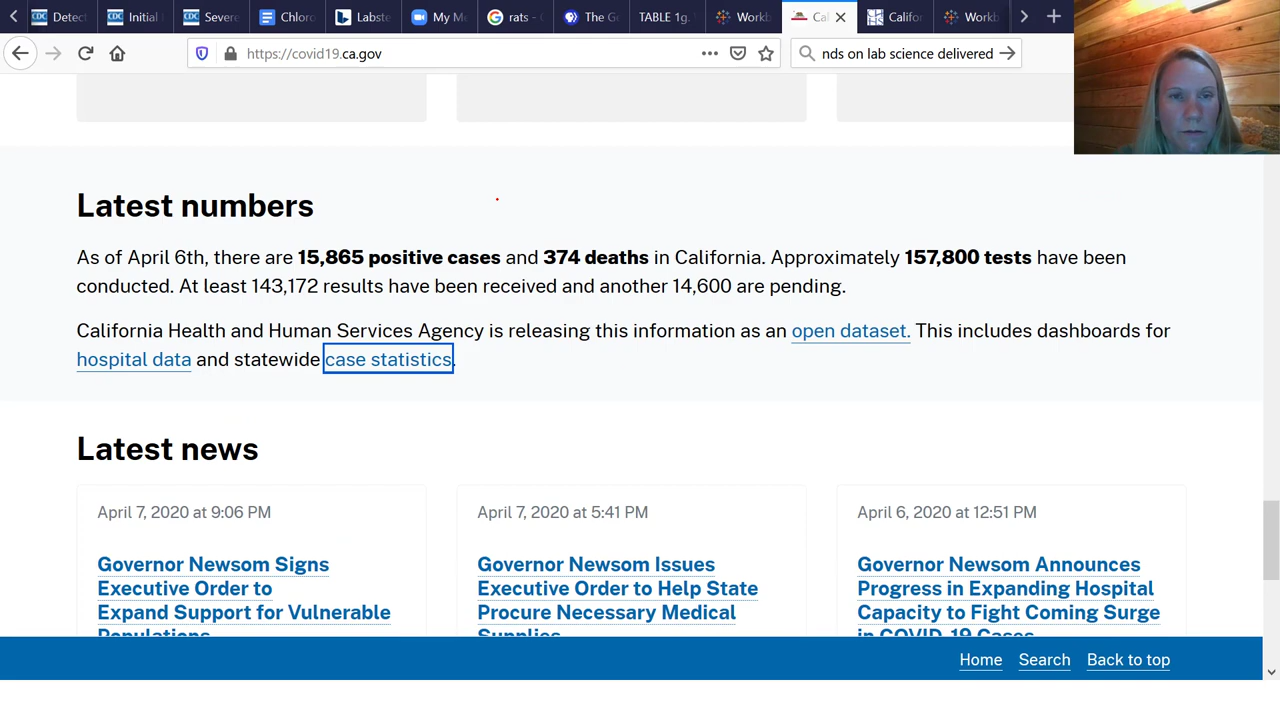 Detect
Initial
Severe
Chloro
Labste
My M
rats -
The G
TABLE 1g.
Workb
Cal
Califor
Workb
https://covid19.ca.gov
nds on lab science delivered
Latest numbers
As of April 6th, there are 15,865 positive cases and 374 deaths in California. Approximately 157,800 tests have been
conducted. At least 143,172 results have been received and another 14,600 are pending.
California Health and Human Services Agency is releasing this information as an open dataset. This includes dashboards for
hospital data and statewide case statistics.
Latest news
April 7, 2020 at 9:06 PM
Governor Newsom Signs
Executive Order to
Expand Support for Vulnerable
Populations
April 7, 2020 at 5:41 PM
Governor Newsom Issues
Executive Order to Help State
Procure Necessary Medical
Supplies
April 6, 2020 at 12:51 PM
Governor Newsom Announces
Progress in Expanding Hospital
Capacity to Fight Coming Surge
in COVID-19 Cases
Home Search Back to top